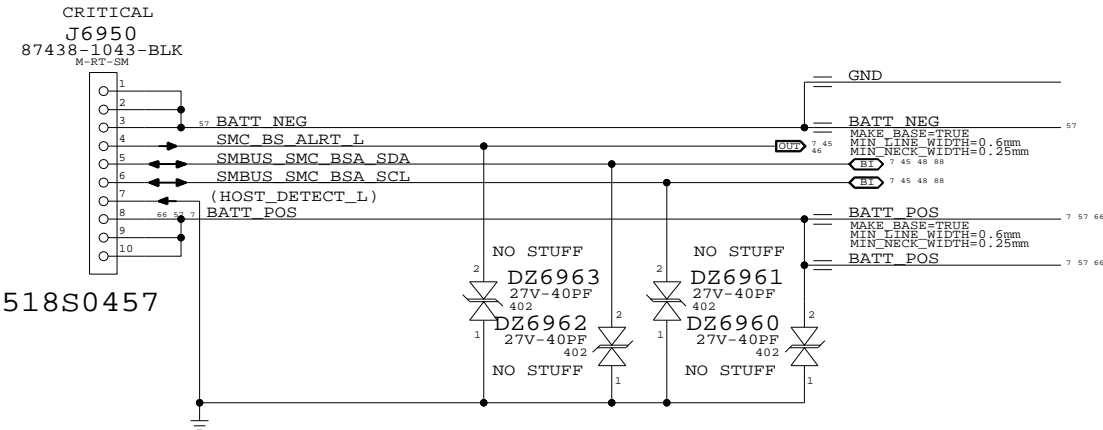 CRITICAL
J6950
87438-1043-BLK
M-RT-SM
1
2
3
4
5
6
7
8
9
10
518S0457
57 BATT_NEG
SMC_BS_ALRT_L
SMBUS_SMC_BSA_SDA
SMBUS_SMC_BSA_SCL
(HOST_DETECT_L)
66 57 7 BATT_POS
GND
BATT_NEG 57
MAKE_BASE=TRUE
MIN_LINE_WIDTH=0.6mm
MIN_NECK_WIDTH=0.25mm
OUT 7 45
46
BI 7 45 48 88
BI 7 45 48 88
BATT_POS 7 57 66
MAKE_BASE=TRUE
MIN_LINE_WIDTH=0.6mm
MIN_NECK_WIDTH=0.25mm
BATT_POS 7 57 66
NO STUFF
2
DZ6963
27V-40PF
402
1
2
DZ6962
27V-40PF
402
1
NO STUFF
NO STUFF
2
DZ6961
27V-40PF
402
1
2
DZ6960
27V-40PF
402
1
NO STUFF